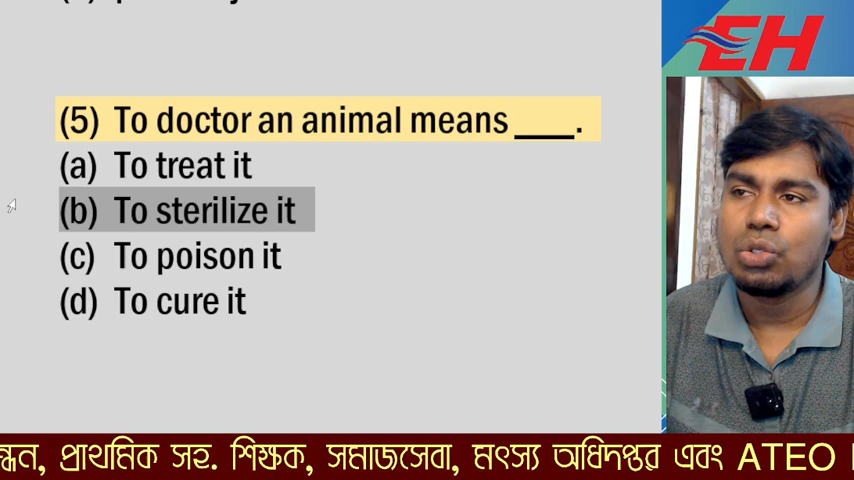 EH
(5) To doctor an animal means ____.
(a) To treat it
(b) To sterilize it
(c) To poison it
(d) To cure it
প্রাথমিক সহ. শিক্ষক, সমাজসেবা, মৎস্য অধিদপ্তর এবং ATEO